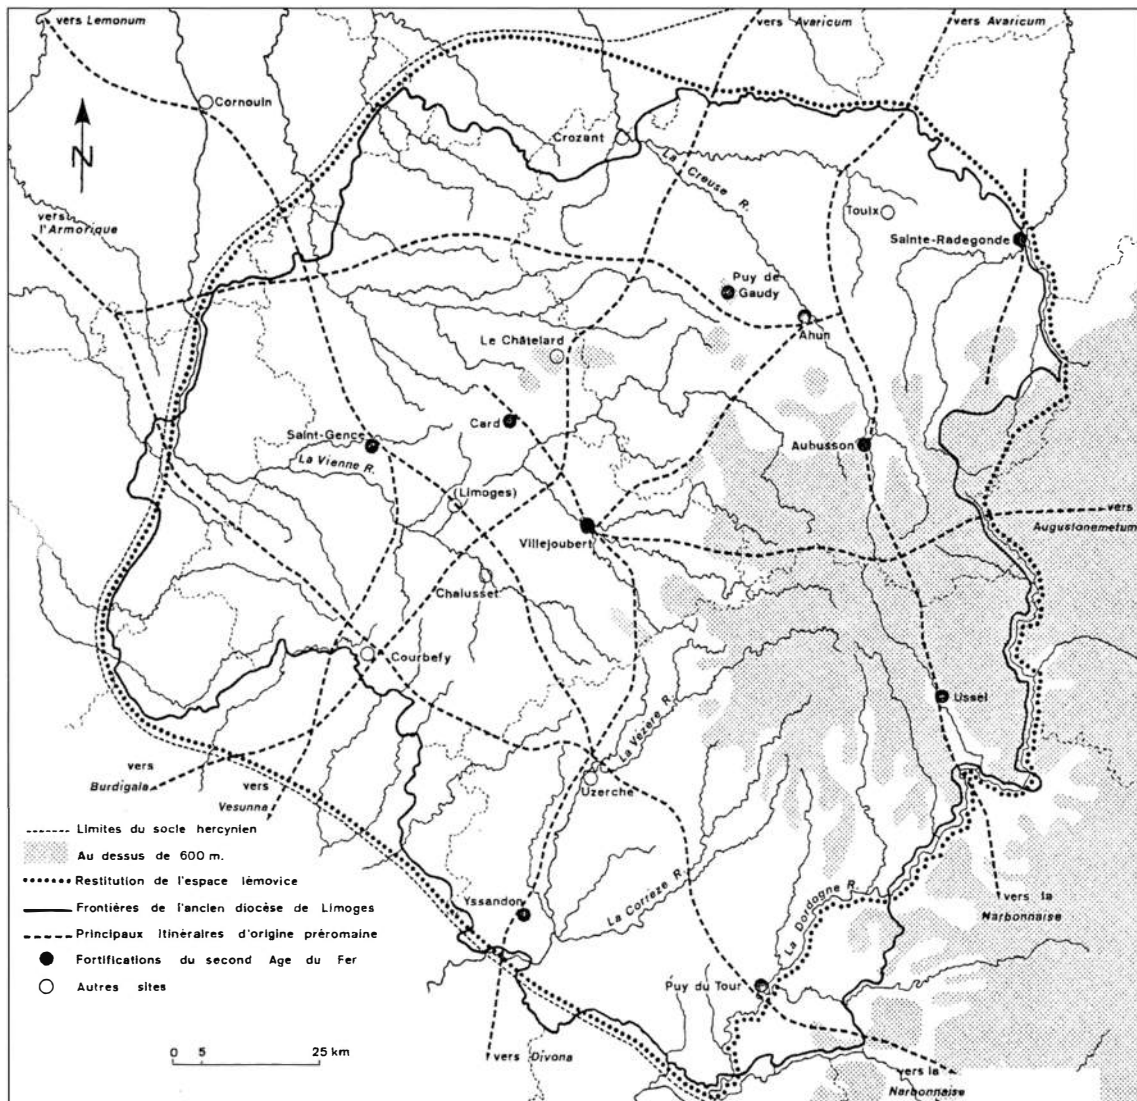 vers Lemonum
vers
Avaricum
vers Avaricum
Cornouin
Crozant
La Creuse R.
N
Toulx
vers
l'Armorique
Sainte-Radegonde
Puy de
Gaudy
Ahun
Le Châtelard
Card
Saint-Gence
La Vienne R.
Aubusson
(Limoges)
vers
Augustonemetum
Villejoubert
Chalusset
Courbefy
Ussel
La Vézère R.
vers
Burdigala
vers
Vesunna
Uzerche
Limites du socle hercynien
Au dessus de 600 m.
Restitution de l'espace lémovice
Frontières de l'ancien diocèse de Limoges
Principaux itinéraires d'origine préromaine
Fortifications du second Age du Fer
Autres sites
Yssandon
La Corrèze R.
La Dordogne R.
vers la
Narbonnaise
Puy du Tour
0 5 25 km
vers Divona
vers la
Narbonnaise